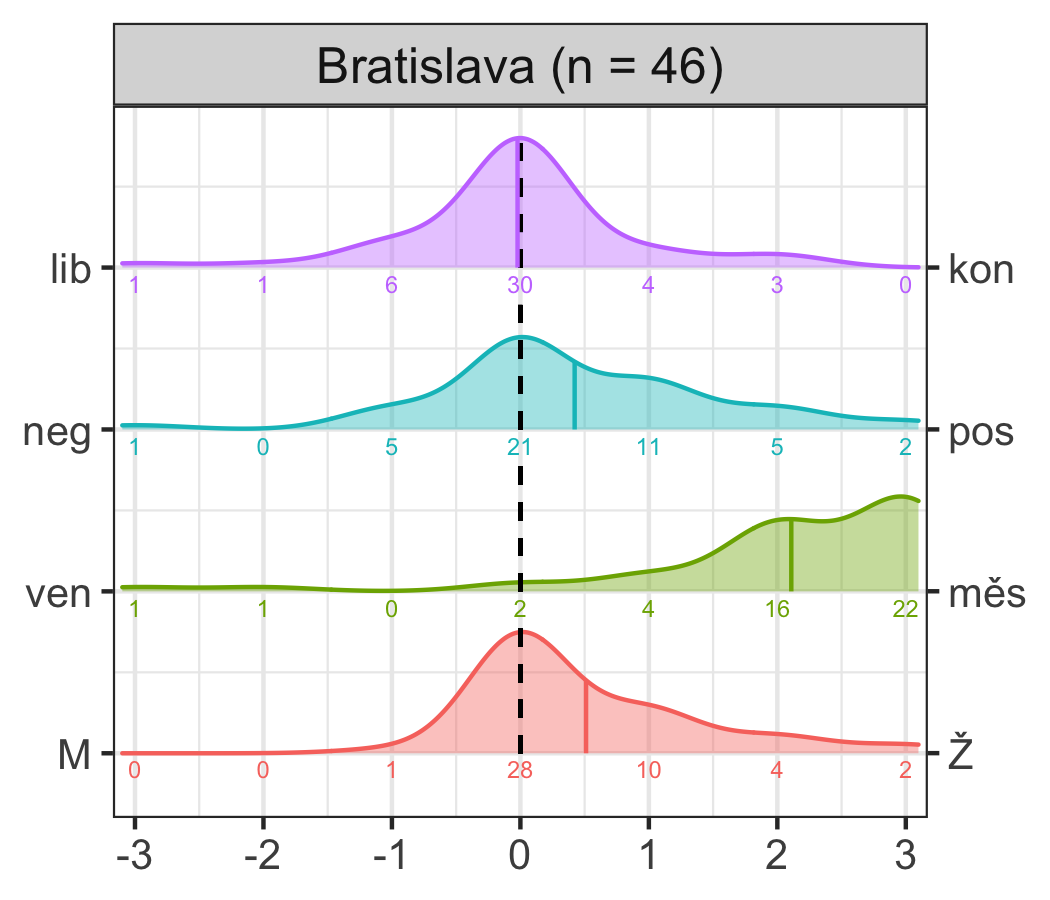 Bratislava (n = 46)
lib kon
1 1 6 30 4 3 0
neg pos
1 0 5 21 11 5 2
ven měs
1 1 0 2 4 16 22
M Ž
0 0 1 28 10 4 2
-3 -2 -1 0 1 2 3